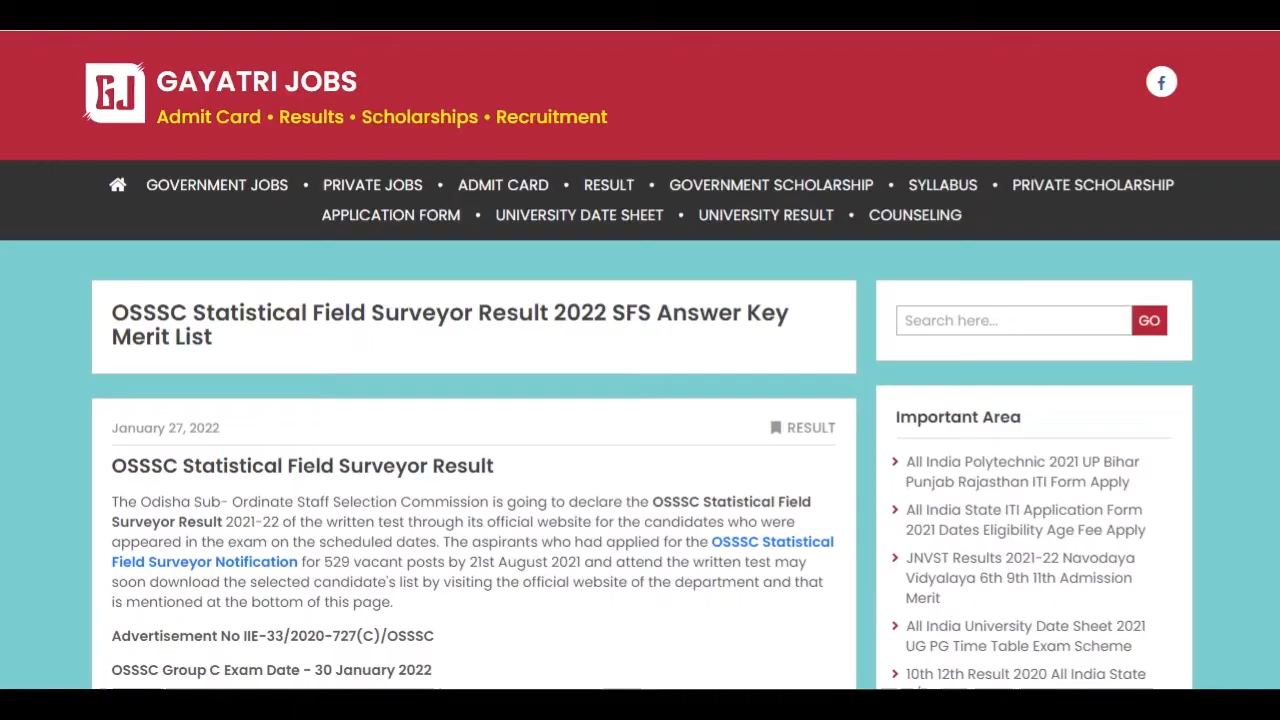 GJ
GAYATRI JOBS
Admit Card • Results • Scholarships • Recruitment
GOVERNMENT JOBS • PRIVATE JOBS • ADMIT CARD • RESULT • GOVERNMENT SCHOLARSHIP • SYLLABUS • PRIVATE SCHOLARSHIP
APPLICATION FORM • UNIVERSITY DATE SHEET • UNIVERSITY RESULT • COUNSELING
OSSSC Statistical Field Surveyor Result 2022 SFS Answer Key
Merit List
January 27, 2022
RESULT
OSSSC Statistical Field Surveyor Result
The Odisha Sub- Ordinate Staff Selection Commission is going to declare the OSSSC Statistical Field
Surveyor Result 2021-22 of the written test through its official website for the candidates who were
appeared in the exam on the scheduled dates. The aspirants who had applied for the OSSSC Statistical
Field Surveyor Notification for 529 vacant posts by 21st August 2021 and attend the written test may
soon download the selected candidate's list by visiting the official website of the department and that
is mentioned at the bottom of this page.
Advertisement No IIE-33/2020-727(C)/OSSSC
OSSSC Group C Exam Date - 30 January 2022
Search here...
GO
Important Area
All India Polytechnic 2021 UP Bihar
Punjab Rajasthan ITI Form Apply
All India State ITI Application Form
2021 Dates Eligibility Age Fee Apply
JNVST Results 2021-22 Navodaya
Vidyalaya 6th 9th 11th Admission
Merit
All India University Date Sheet 2021
UG PG Time Table Exam Scheme
10th 12th Result 2020 All India State